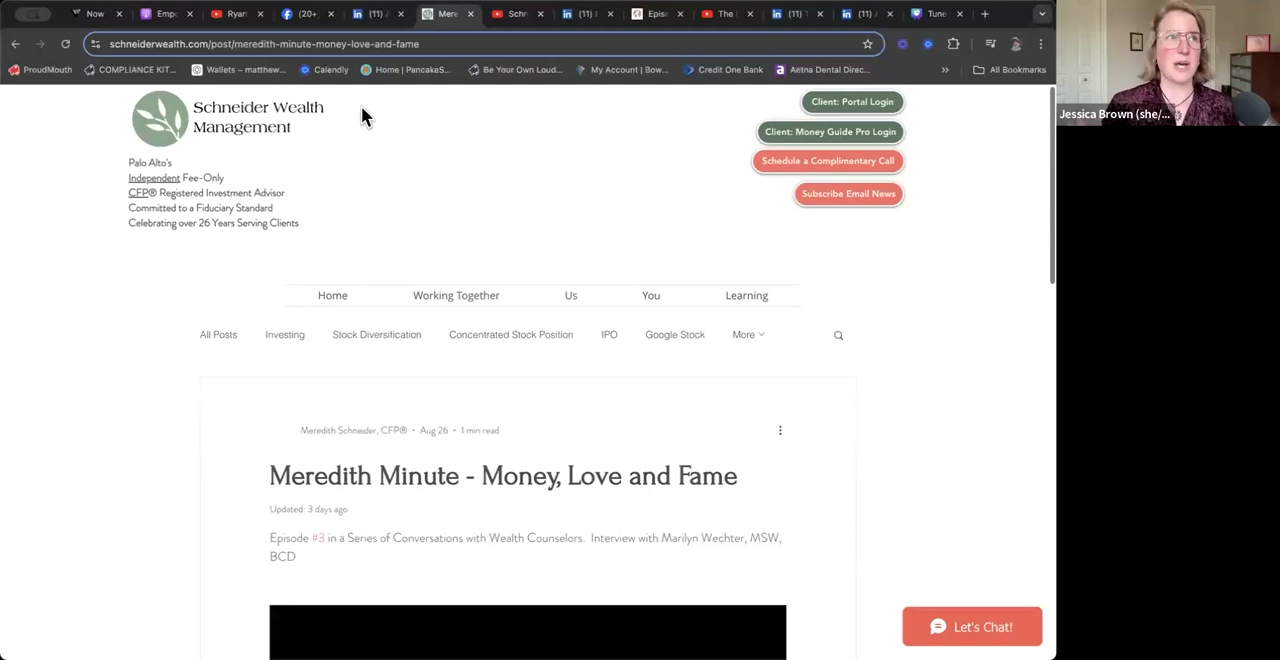 Now
Emp
Ryan
(20+
(11)
Mere
Schn
(11)
Epis
The
(11)
(11)
Tune
schneiderwealth.com/post/meredith-minute-money-love-and-fame
ProudMouth
COMPLIANCE KIT...
Wallets – matthew...
Calendly
Home | PancakeS...
Be Your Own Loud...
My Account | Bow...
Credit One Bank
Aetna Dental Direc...
All Bookmarks
Schneider Wealth
Management
Palo Alto's
Independent Fee-Only
CFP® Registered Investment Advisor
Committed to a Fiduciary Standard
Celebrating over 26 Years Serving Clients
Client: Portal Login
Client: Money Guide Pro Login
Schedule a Complimentary Call
Subscribe Email News
Jessica Brown (she/...
Home Working Together Us You Learning
All Posts Investing Stock Diversification Concentrated Stock Position IPO Google Stock More
Meredith Schneider, CFP® · Aug 26 · 1 min read
Meredith Minute - Money, Love and Fame
Updated: 3 days ago
Episode #3 in a Series of Conversations with Wealth Counselors. Interview with Marilyn Wechter, MSW,
BCD
Let's Chat!